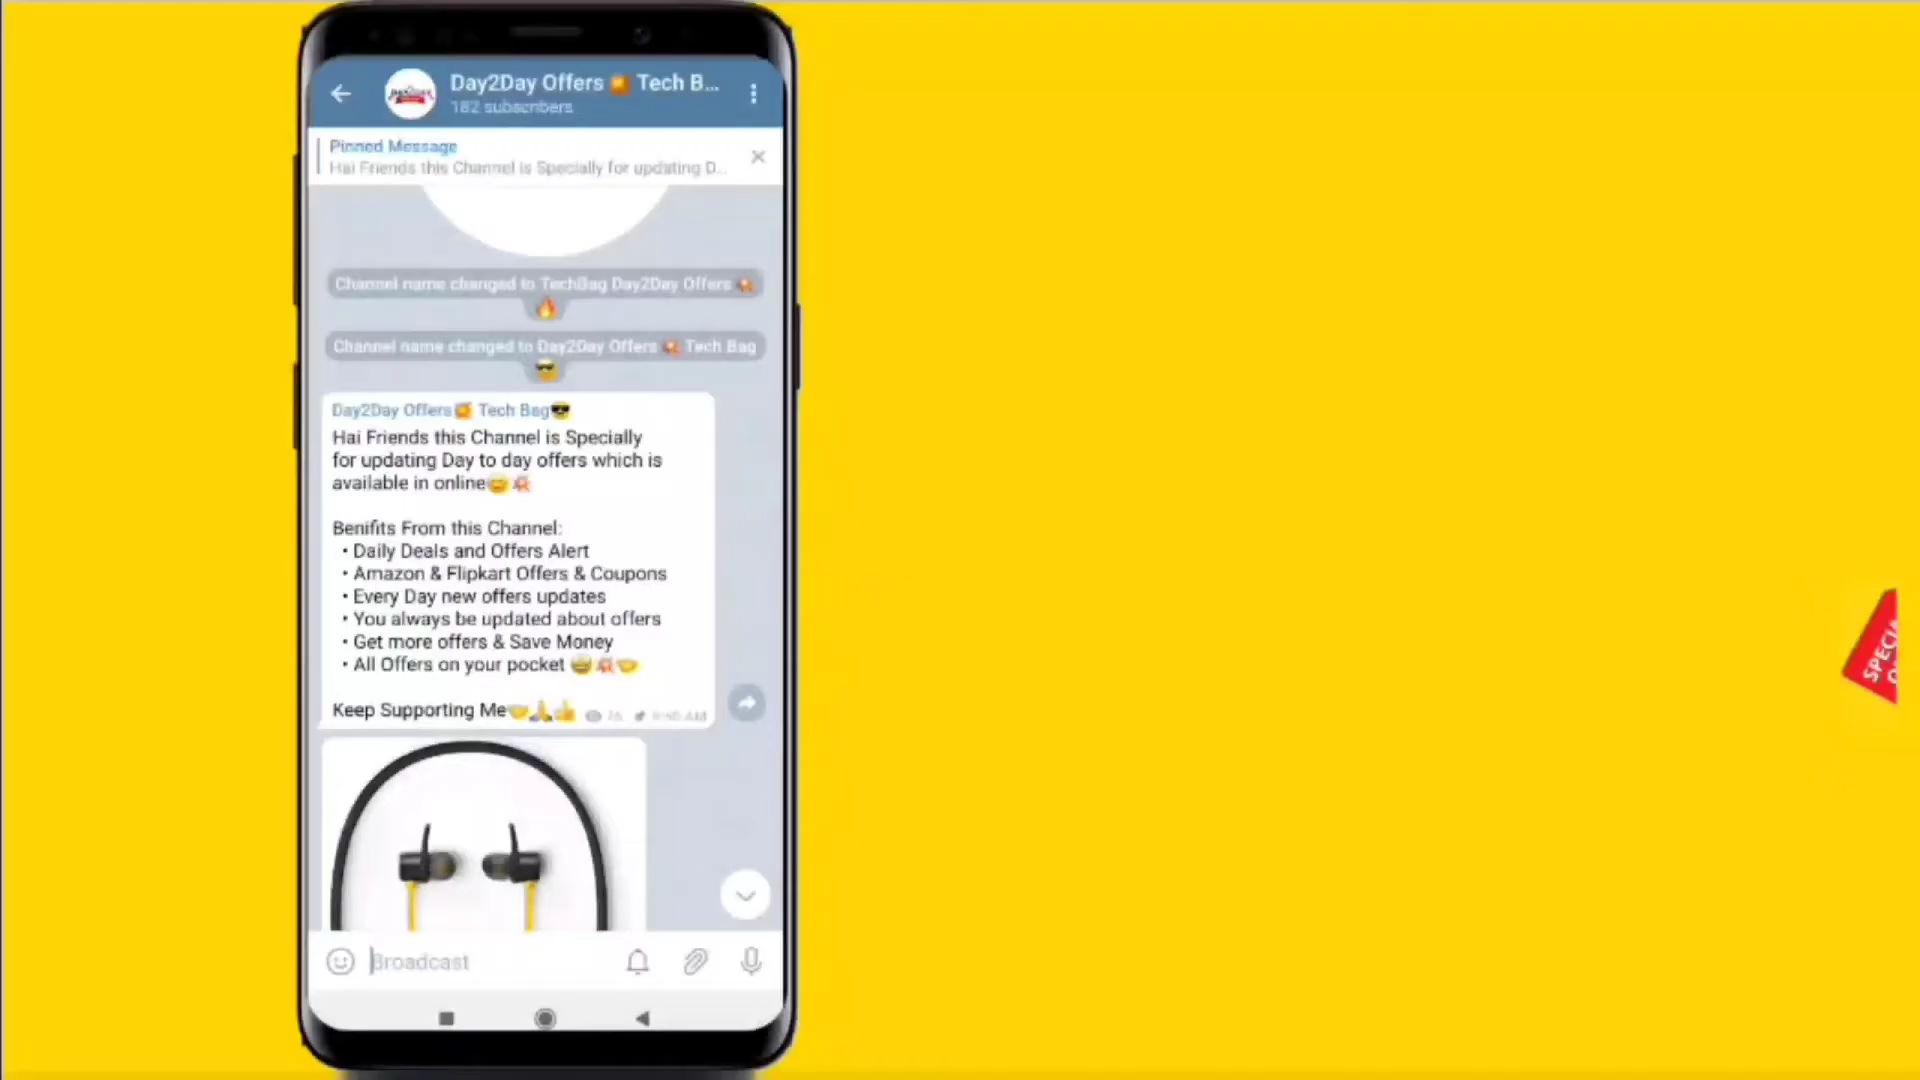 Day2Day Offers💥 Tech B...
182 subscribers
Pinned Message
Hai Friends this Channel is Specially for updating D...
Channel name changed to TechBag Day2Day Offers 💥
🔥
Channel name changed to Day2Day Offers 💥 Tech Bag
😎
Day2Day Offers💥 Tech Bag😎
Hai Friends this Channel is Specially
for updating Day to day offers which is
available in online😍💥
Benifits From this Channel:
• Daily Deals and Offers Alert
• Amazon & Flipkart Offers & Coupons
• Every Day new offers updates
• You always be updated about offers
• Get more offers & Save Money
• All Offers on your pocket 🤩💥🤝
Keep Supporting Me🤝🙏👍
Broadcast